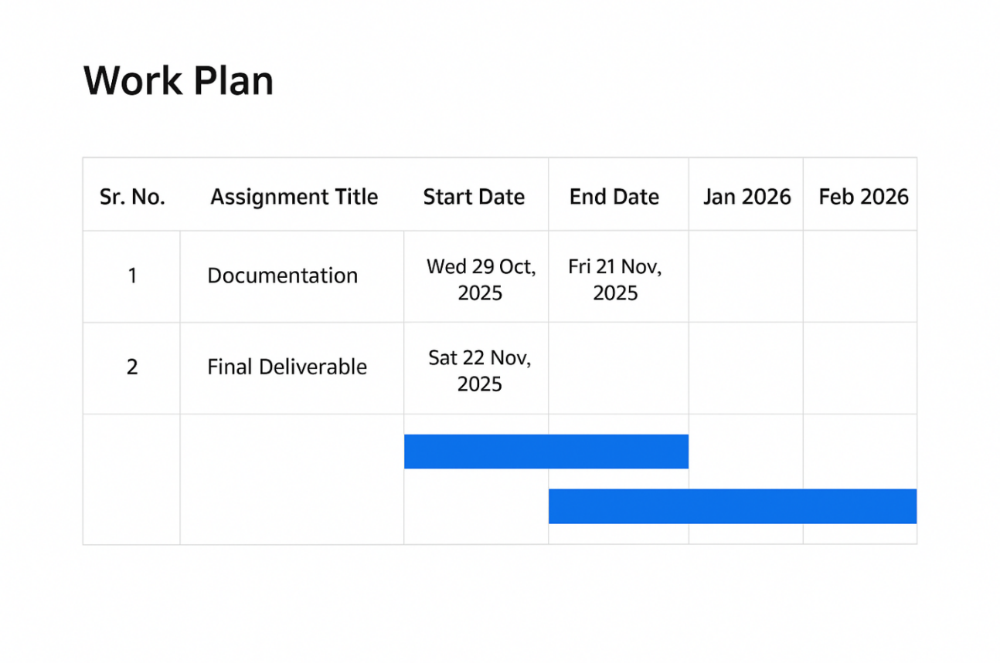 Work Plan
Sr. No. Assignment Title Start Date End Date Jan 2026 Feb 2026
1 Documentation Wed 29 Oct, Fri 21 Nov,
2025 2025
2 Final Deliverable Sat 22 Nov,
2025